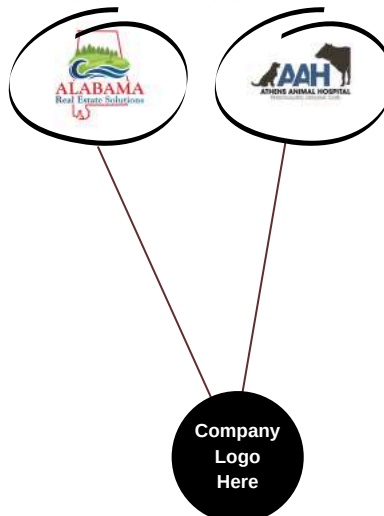 ALABAMA
Real Estate Solutions
AAH
ATHENS ANIMAL HOSPITAL
Company
Logo
Here